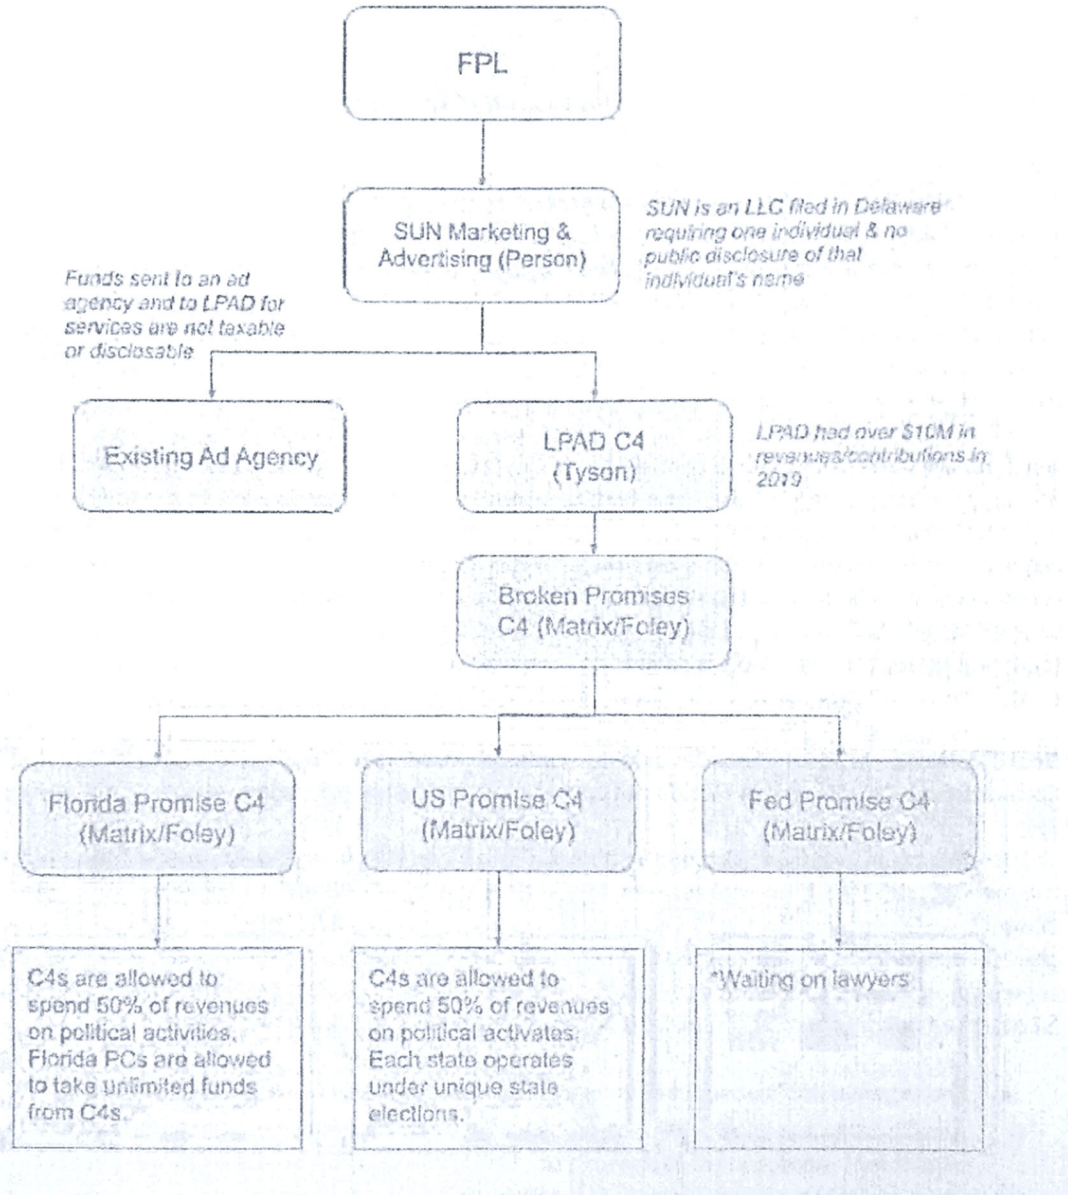 FPL
SUN Marketing &
Advertising (Person)
SUN is an LLC filed in Delaware
requiring one individual & no
public disclosure of that
individual's name
Funds sent to an ad
agency and to LPAD for
services are not taxable
or disclosable
Existing Ad Agency
LPAD C4
(Tyson)
LPAD had over $10M in
revenues/contributions in
2019
Broken Promises
C4 (Matrix/Foley)
Florida Promise C4
(Matrix/Foley)
US Promise C4
(Matrix/Foley)
Fed Promise C4
(Matrix/Foley)
C4s are allowed to
spend 50% of revenues
on political activities.
Florida PCs are allowed
to take unlimited funds
from C4s.
C4s are allowed to
spend 50% of revenues
on political activates.
Each state operates
under unique state
elections.
*Waiting on lawyers